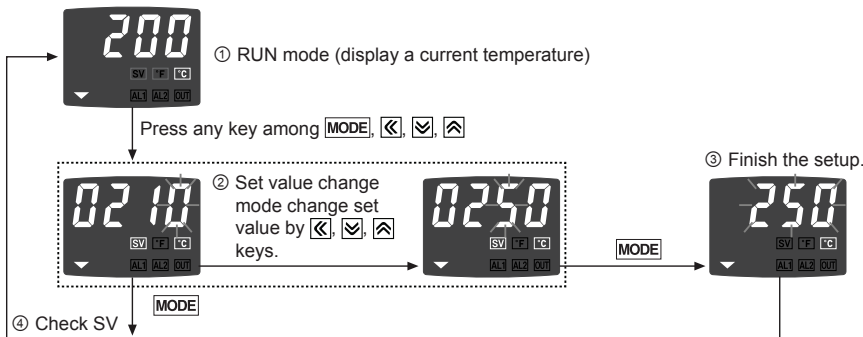 200
① RUN mode (display a current temperature)
SV °F °C
AL1 AL2 OUT
Press any key among MODE, «, ︾, ︽
③ Finish the setup.
0210
② Set value change
mode change set
value by «, ︾, ︽
keys.
SV °F °C
AL1 AL2 OUT
0250
SV °F °C
AL1 AL2 OUT
MODE
250
SV °F °C
AL1 AL2 OUT
MODE
④ Check SV